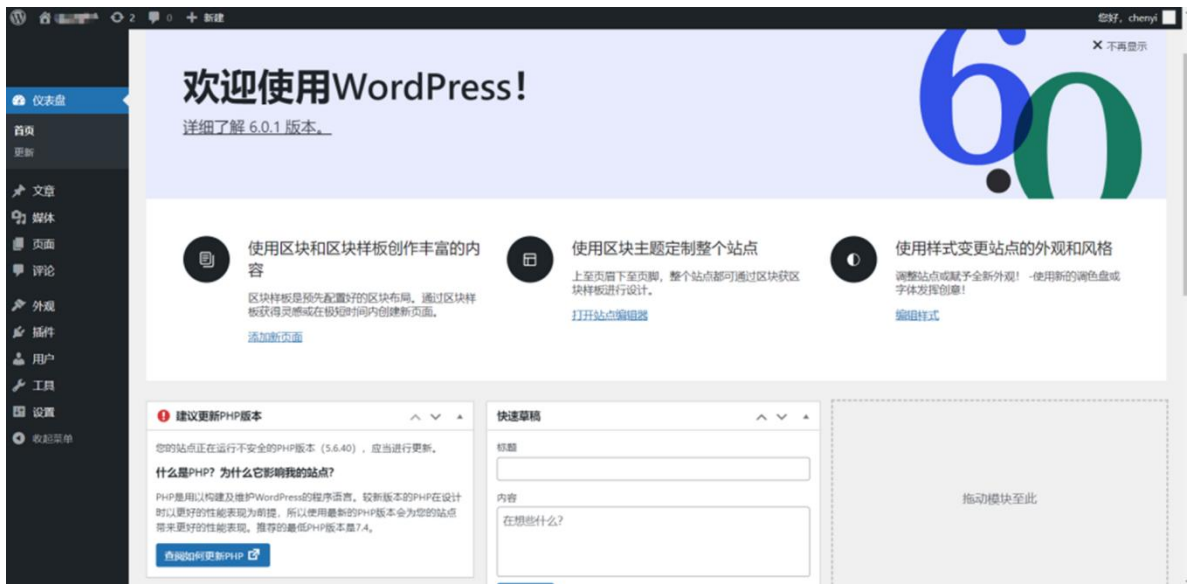 2 0 + 新建
您好, chenyi
不再显示
欢迎使用WordPress!
详细了解 6.0.1 版本。
6.0
仪表盘
首页
更新
文章
媒体
页面
评论
外观
插件
用户
工具
设置
收起菜单
使用区块和区块样板创作丰富的内
容
区块样板是预先配置好的区块布局。通过区块样
板获得灵感或在极短时间内创建新页面。
添加新页面
使用区块主题定制整个站点
上至页眉下至页脚，整个站点都可通过区块获区
块样板进行设计。
打开站点编辑器
使用样式变更站点的外观和风格
调整站点或赋予全新外观！-使用新的调色盘或
字体发挥创意！
编辑样式
建议更新PHP版本
您的站点正在运行不安全的PHP版本（5.6.40），应当进行更新。
什么是PHP？为什么它影响我的站点？
PHP是用以构建及维护WordPress的程序语言。较新版本的PHP在设计
时以更好的性能表现为前提，所以使用最新的PHP版本会为您的站点
带来更好的性能表现。推荐的最低PHP版本是7.4。
查阅如何更新PHP
快速草稿
标题
内容
在想些什么？
拖动模块至此